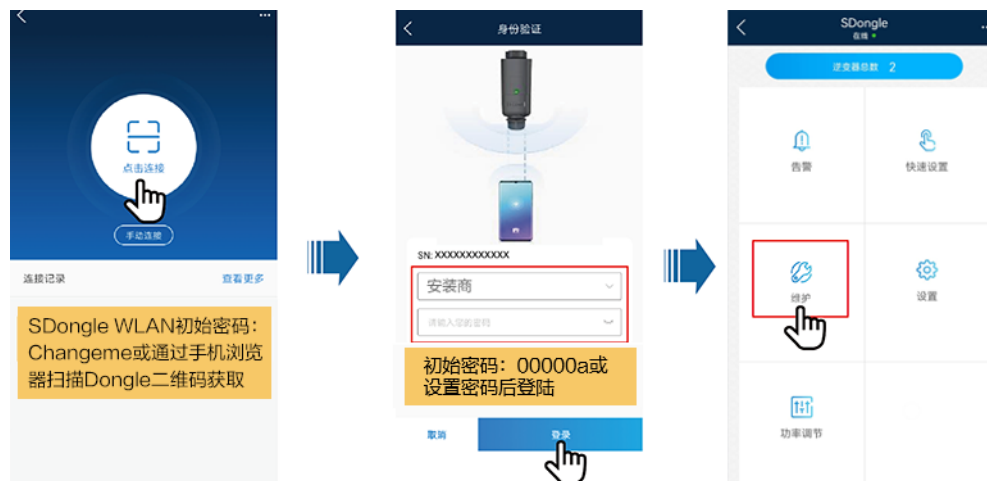 点击连接
手动连接
连接记录
查看更多
SDongle WLAN初始密码：
Changeme或通过手机浏览
器扫描Dongle二维码获取
身份验证
SN: XXXXXXXXXXXX
安装商
请输入您的密码
初始密码：00000a或
设置密码后登陆
取消
登录
SDongle
在线
逆变器总数 2
告警
快速设置
维护
设置
功率调节